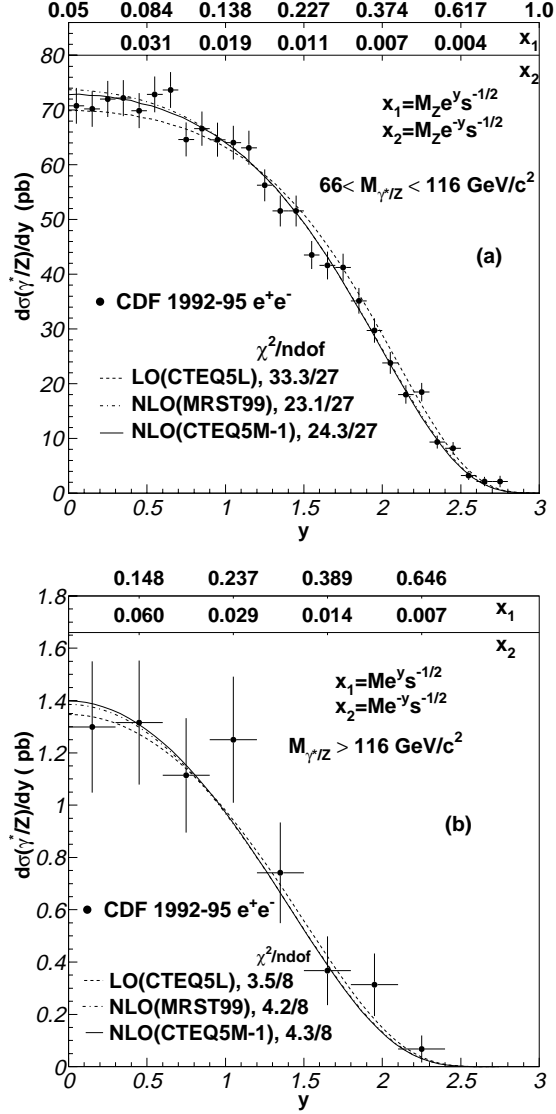 0.05 0.084 0.138 0.227 0.374 0.617 1.0
x₁
0.031 0.019 0.011 0.007 0.004
x₂
80
70
60
50
40
30
20
10
0
dσ(γ*/Z)/dy (pb)
x₁=M_Z e^y s^-1/2
x₂=M_Z e^-y s^-1/2
66< M_γ*/Z < 116 GeV/c²
(a)
CDF 1992-95 e⁺e⁻
χ²/ndof
LO(CTEQ5L), 33.3/27
NLO(MRST99), 23.1/27
NLO(CTEQ5M-1), 24.3/27
0 0.5 1 1.5 2 2.5 3
y
0.148 0.237 0.389 0.646
x₁
0.060 0.029 0.014 0.007
x₂
1.8
1.6
1.4
1.2
1
0.8
0.6
0.4
0.2
0
dσ(γ*/Z)/dy ( pb)
x₁=Me^y s^-1/2
x₂=Me^-y s^-1/2
M_γ*/Z > 116 GeV/c²
(b)
CDF 1992-95 e⁺e⁻
χ²/ndof
LO(CTEQ5L), 3.5/8
NLO(MRST99), 4.2/8
NLO(CTEQ5M-1), 4.3/8
0 0.5 1 1.5 2 2.5 3
y